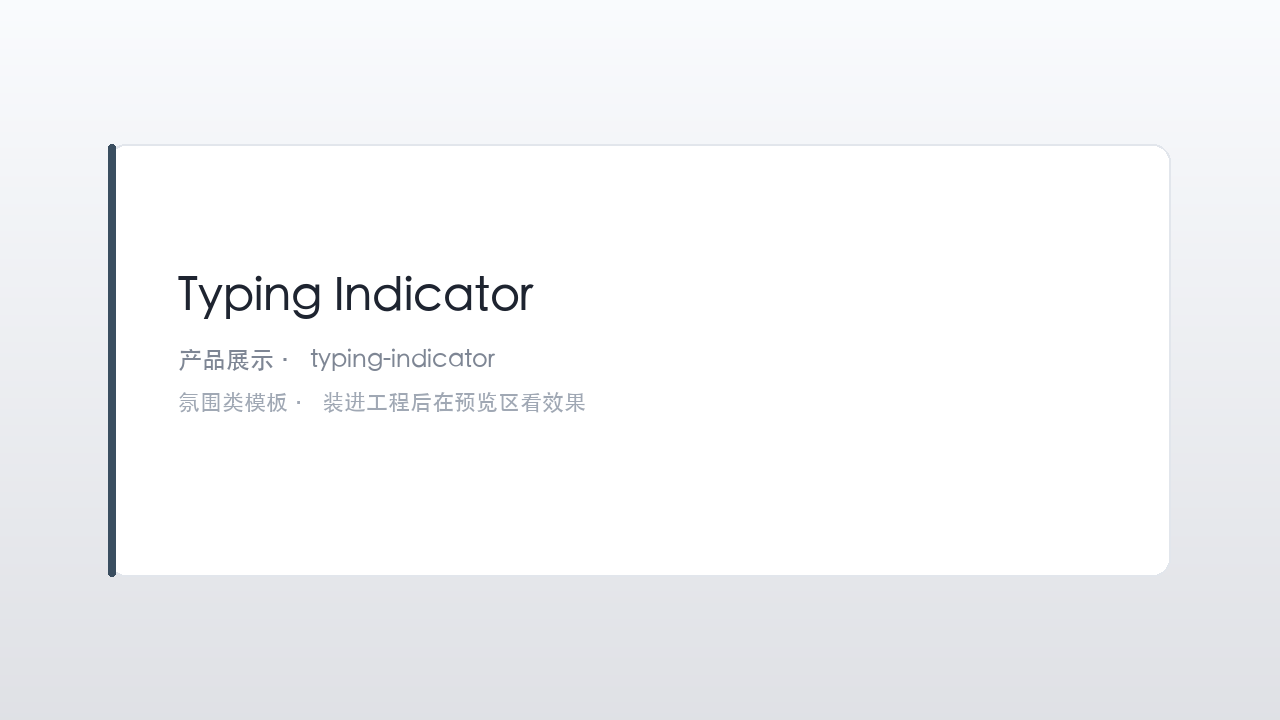 Typing Indicator
产品展示 · typing-indicator
氛围类模板 · 装进工程后在预览区看效果